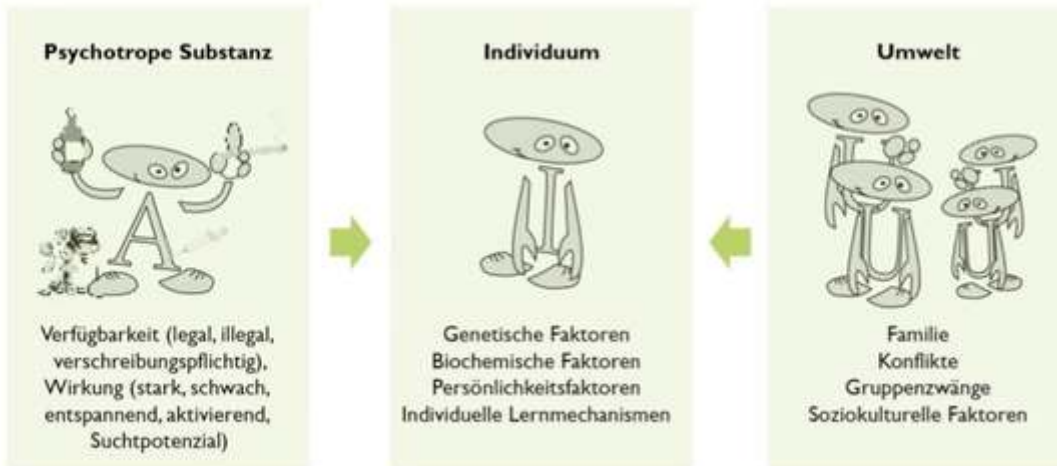 Psychotrope Substanz
A
Verfügbarkeit (legal, illegal,
verschreibungspflichtig),
Wirkung (stark, schwach,
entspannend, aktivierend,
Suchtpotenzial)
Individuum
I
Genetische Faktoren
Biochemische Faktoren
Persönlichkeitsfaktoren
Individuelle Lernmechanismen
Umwelt
I
I
U
U
Familie
Konflikte
Gruppenzwänge
Soziokulturelle Faktoren